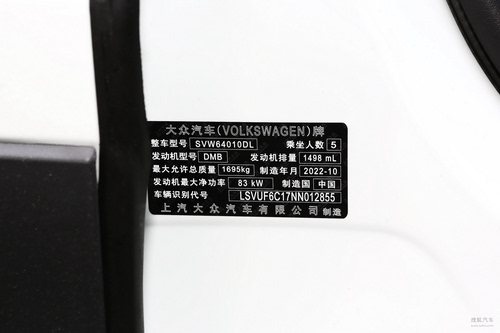 大众汽车(VOLKSWAGEN)牌
整车型号 SVW64010DL 乘坐人数 5
发动机型号 DMB 发动机排量 1498 mL
最大允许总质量 1695kg 制造年月 2022-10
发动机最大净功率 83 kW 制造国 中国
车辆识别代号 LSVUF6C17NN012855
上汽大众汽车有限公司 制造
搜狐汽车